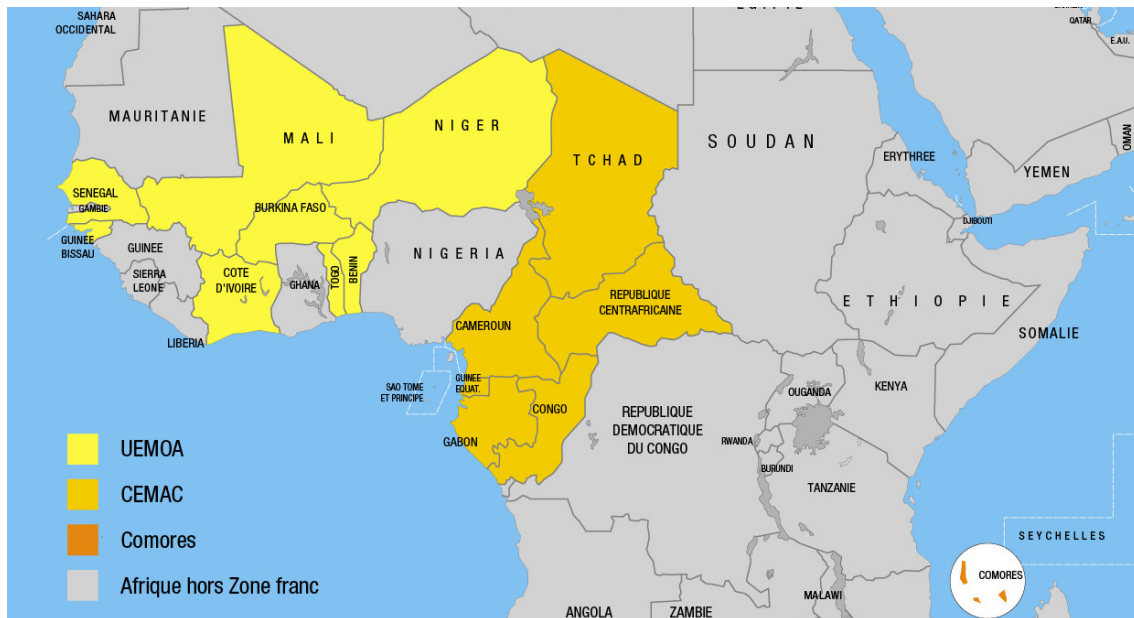 SAHARA
OCCIDENTAL
QATAR
E.A.U.
MAURITANIE
MALI
NIGER
TCHAD
SOUDAN
OMAN
ERYTHREE
YEMEN
SENEGAL
GAMBIE
BURKINA FASO
DJIBOUTI
GUINEE
BISSAU
GUINEE
NIGERIA
SIERRA
LEONE
COTE
D'IVOIRE
GHANA
TOGO
BENIN
REPUBLIQUE
CENTRAFRICAINE
ETHIOPIE
SOMALIE
LIBERIA
CAMEROUN
SAO TOME
ET PRINCIPE
GUINEE
EQUAT.
CONGO
GABON
REPUBLIQUE
DEMOCRATIQUE
DU CONGO
OUGANDA
KENYA
RWANDA
BURUNDI
TANZANIE
SEYCHELLES
UEMOA
CEMAC
Comores
Afrique hors Zone franc
COMORES
MALAWI
ANGOLA
ZAMBIE